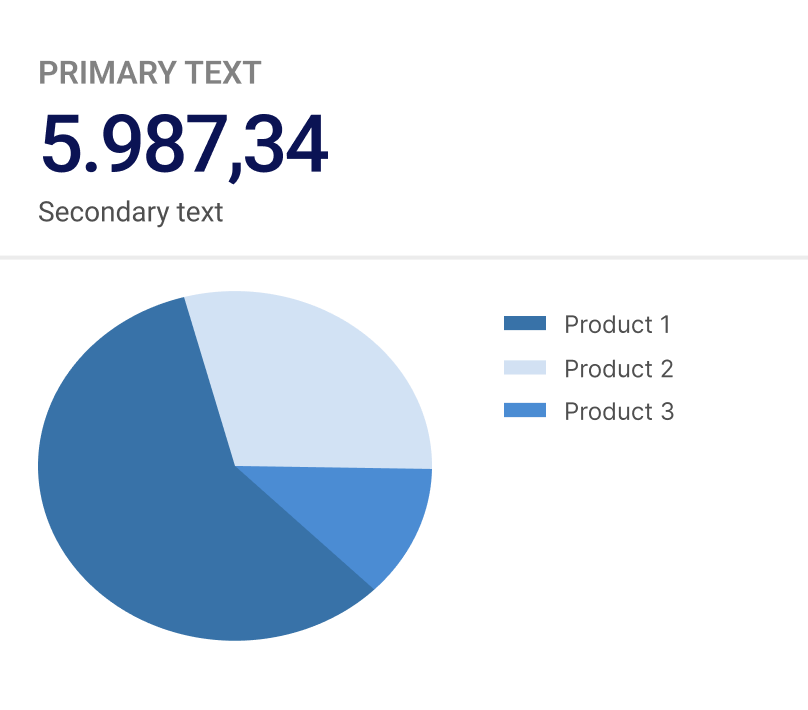 PRIMARY TEXT
5.987,34
Secondary text
Product 1
Product 2
Product 3